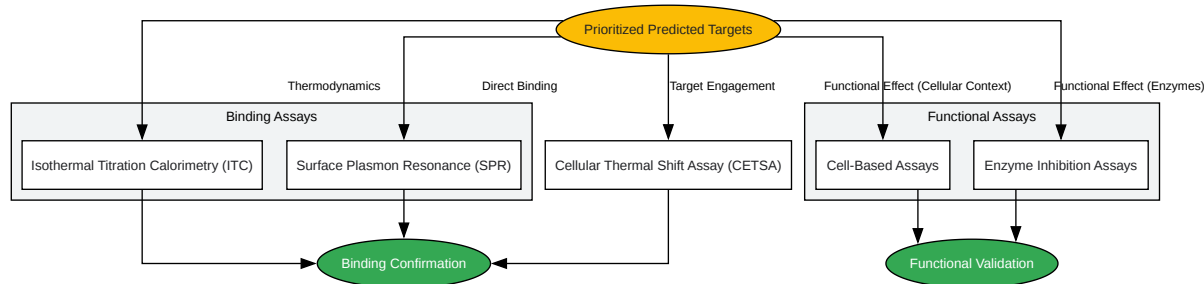 Prioritized Predicted Targets
Thermodynamics
Direct Binding
Target Engagement
Functional Effect (Cellular Context)
Functional Effect (Enzymes)
Binding Assays
Functional Assays
Isothermal Titration Calorimetry (ITC)
Surface Plasmon Resonance (SPR)
Cellular Thermal Shift Assay (CETSA)
Cell-Based Assays
Enzyme Inhibition Assays
Binding Confirmation
Functional Validation